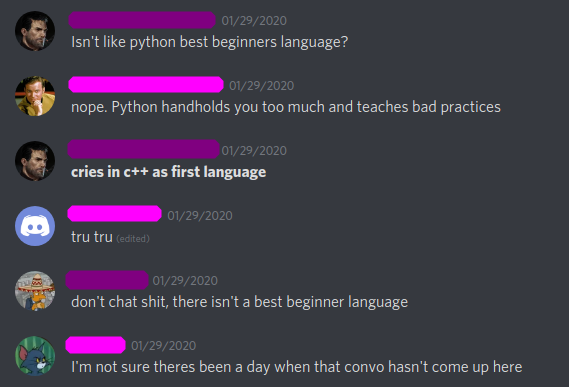 01/29/2020
Isn't like python best beginners language?
01/29/2020
nope. Python handholds you too much and teaches bad practices
01/29/2020
cries in c++ as first language
01/29/2020
tru tru (edited)
01/29/2020
don't chat shit, there isn't a best beginner language
01/29/2020
I'm not sure theres been a day when that convo hasn't come up here